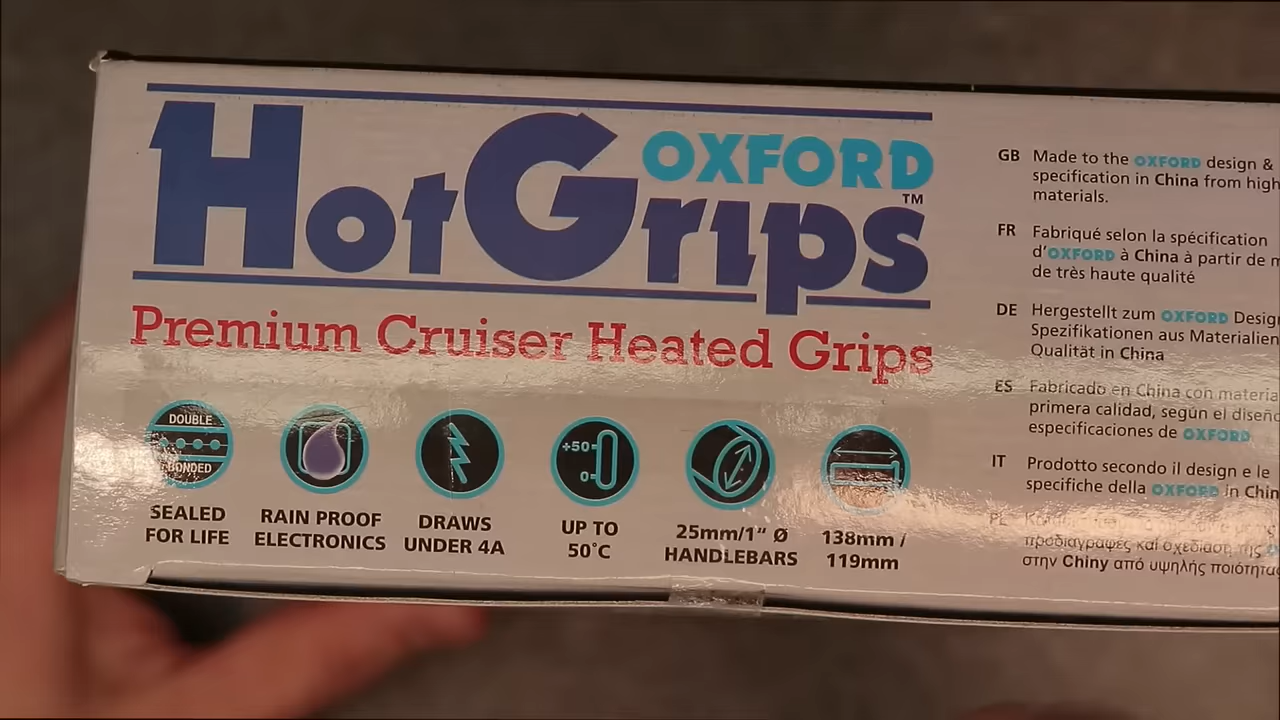 HotGrips
OXFORD
TM
Premium Cruiser Heated Grips
DOUBLE
BONDED
SEALED
FOR LIFE
RAIN PROOF
ELECTRONICS
DRAWS
UNDER 4A
+50
0
UP TO
50°C
25mm/1" Ø
HANDLEBARS
138mm /
119mm
GB Made to the OXFORD design &
specification in China from high
materials.
FR Fabriqué selon la spécification
d'OXFORD à China à partir de m
de très haute qualité
DE Hergestellt zum OXFORD Design
Spezifikationen aus Materialien
Qualität in China
ES Fabricado en China con materia
primera calidad, según el diseño
especificaciones de OXFORD
IT Prodotto secondo il design e le
specifiche della OXFORD in Chin
PL
προδιαγραφές και σχεδίαση της
στην Chiny από υψηλής ποιότητα